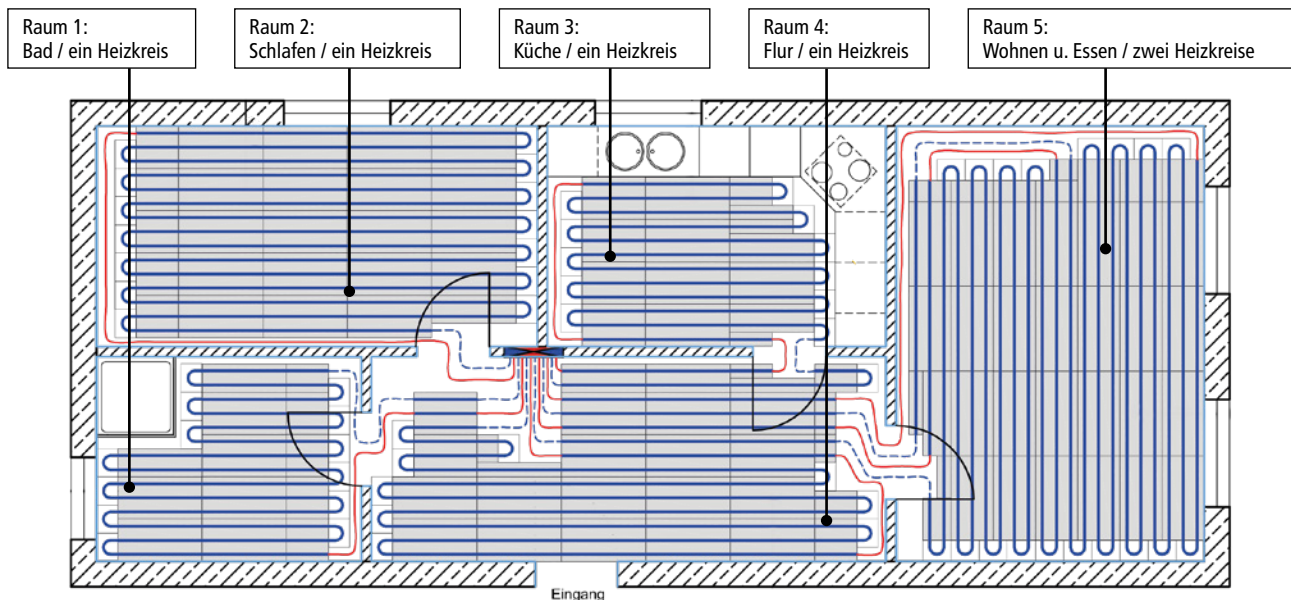 Raum 1:
Bad / ein Heizkreis
Raum 2:
Schlafen / ein Heizkreis
Raum 3:
Küche / ein Heizkreis
Raum 4:
Flur / ein Heizkreis
Raum 5:
Wohnen u. Essen / zwei Heizkreise
Eingang